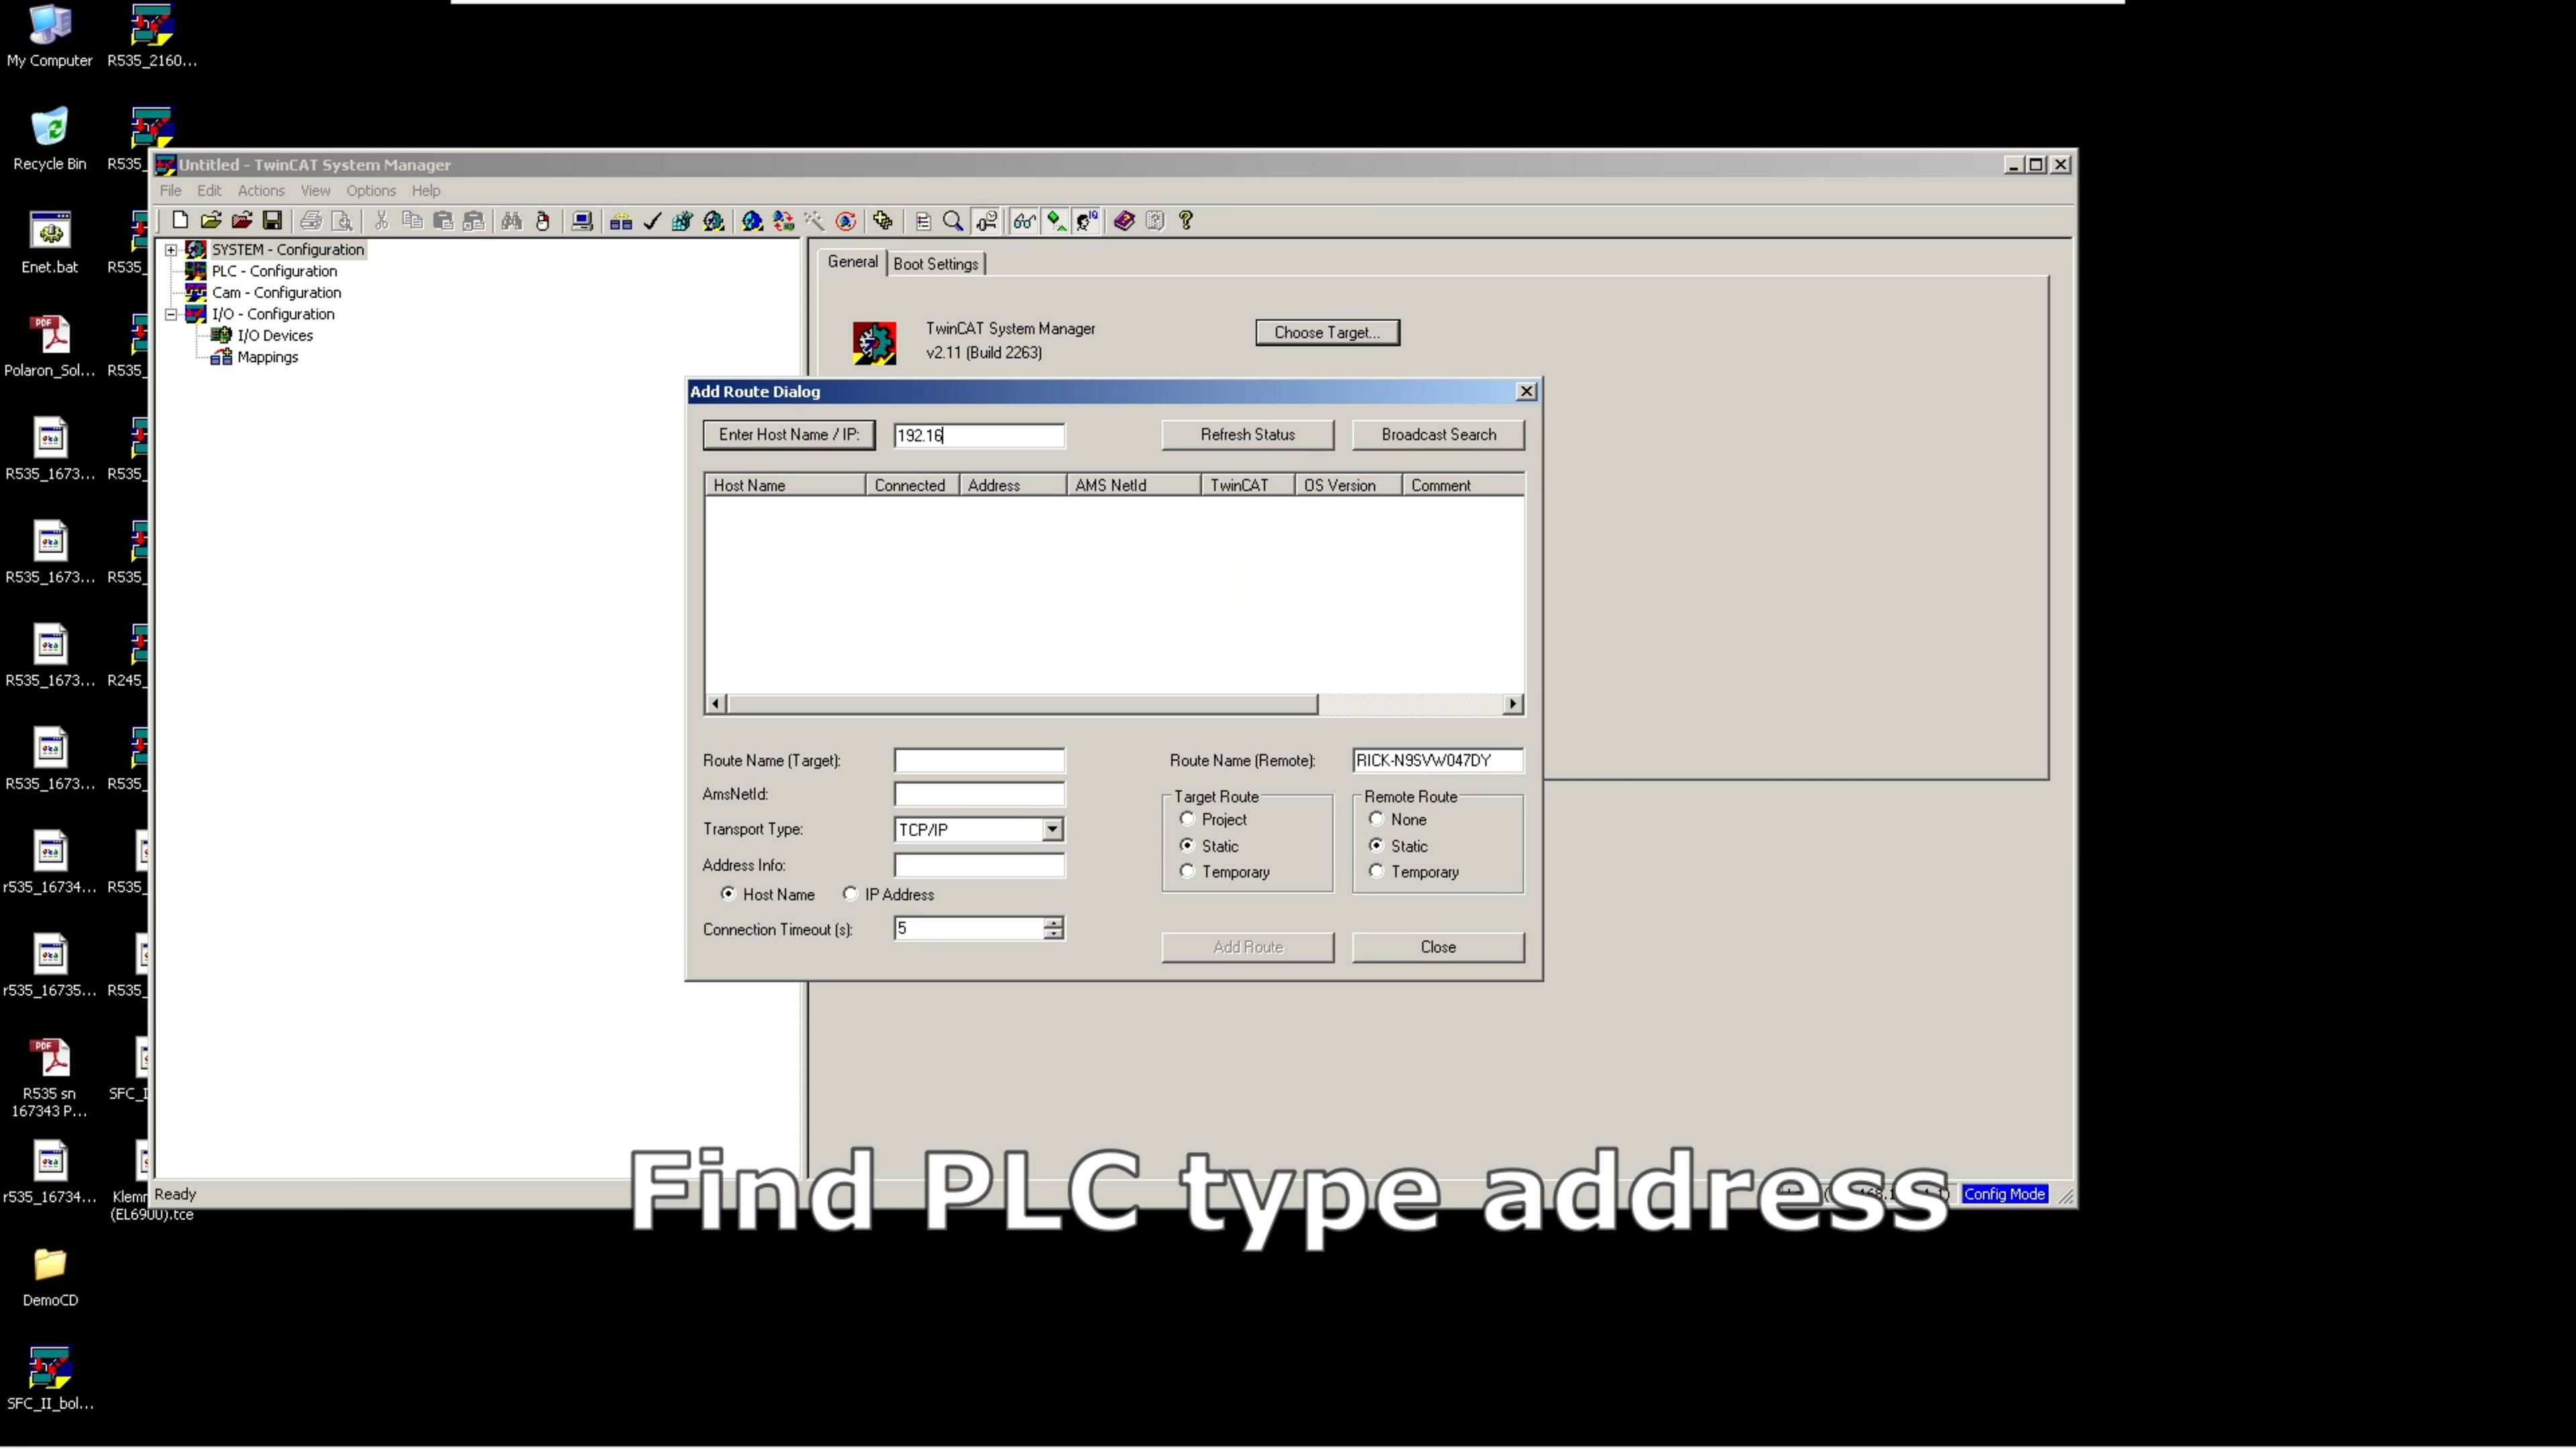 My Computer
R535_2160...
Recycle Bin
R535_
Enet.bat
R535_
Polaron_Sol...
R535_
R535_1673...
R535_
R535_1673...
R535_
R535_1673...
R245_
R535_1673...
R535_
r535_16734...
R535_
r535_16735...
R535_
R535 sn
167343 P...
SFC_I
r535_16734...
Klemm
(EL6900).tce
DemoCD
SFC_II_bol...
Untitled - TwinCAT System Manager
File Edit Actions View Options Help
SYSTEM - Configuration
PLC - Configuration
Cam - Configuration
I/O - Configuration
I/O Devices
Mappings
General Boot Settings
TwinCAT System Manager
v2.11 (Build 2263)
Choose Target...
Add Route Dialog
Enter Host Name / IP: 192.16 Refresh Status Broadcast Search
Host Name Connected Address AMS NetId TwinCAT OS Version Comment
Route Name (Target): Route Name (Remote): RICK-N9SVW047DY
AmsNetId: Target Route Remote Route
Project None
Transport Type: TCP/IP Static Static
Address Info: Temporary Temporary
Host Name IP Address
Connection Timeout (s): 5
Add Route Close
Find PLC type address
Ready
Config Mode